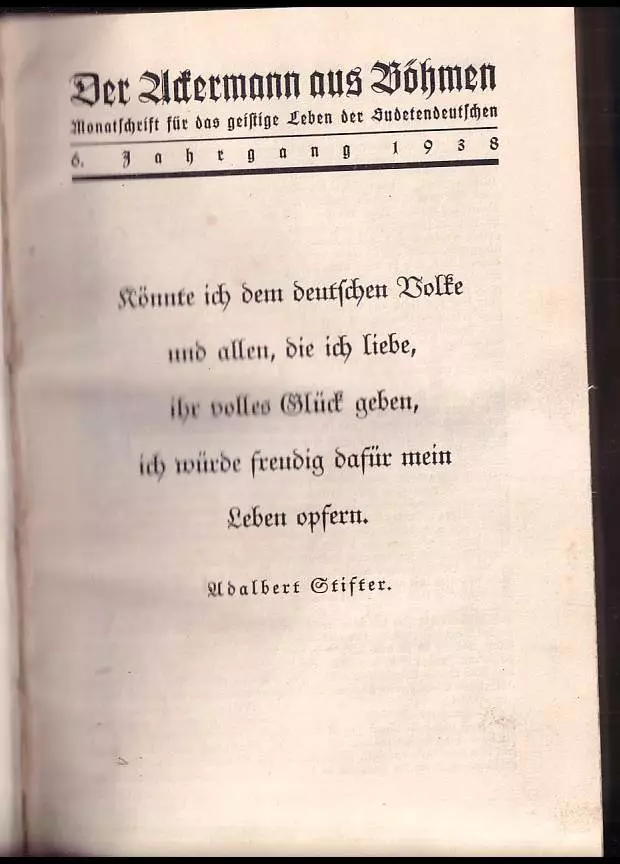 Der Ackermann aus Böhmen
Monatschrift für das geistige Leben der Sudetendeutschen
6. Jahrgang 1938
Könnte ich dem deutschen Volke
und allen, die ich liebe,
ihr volles Glück geben,
ich würde freudig dafür mein
Leben opfern.
Adalbert Stifter.